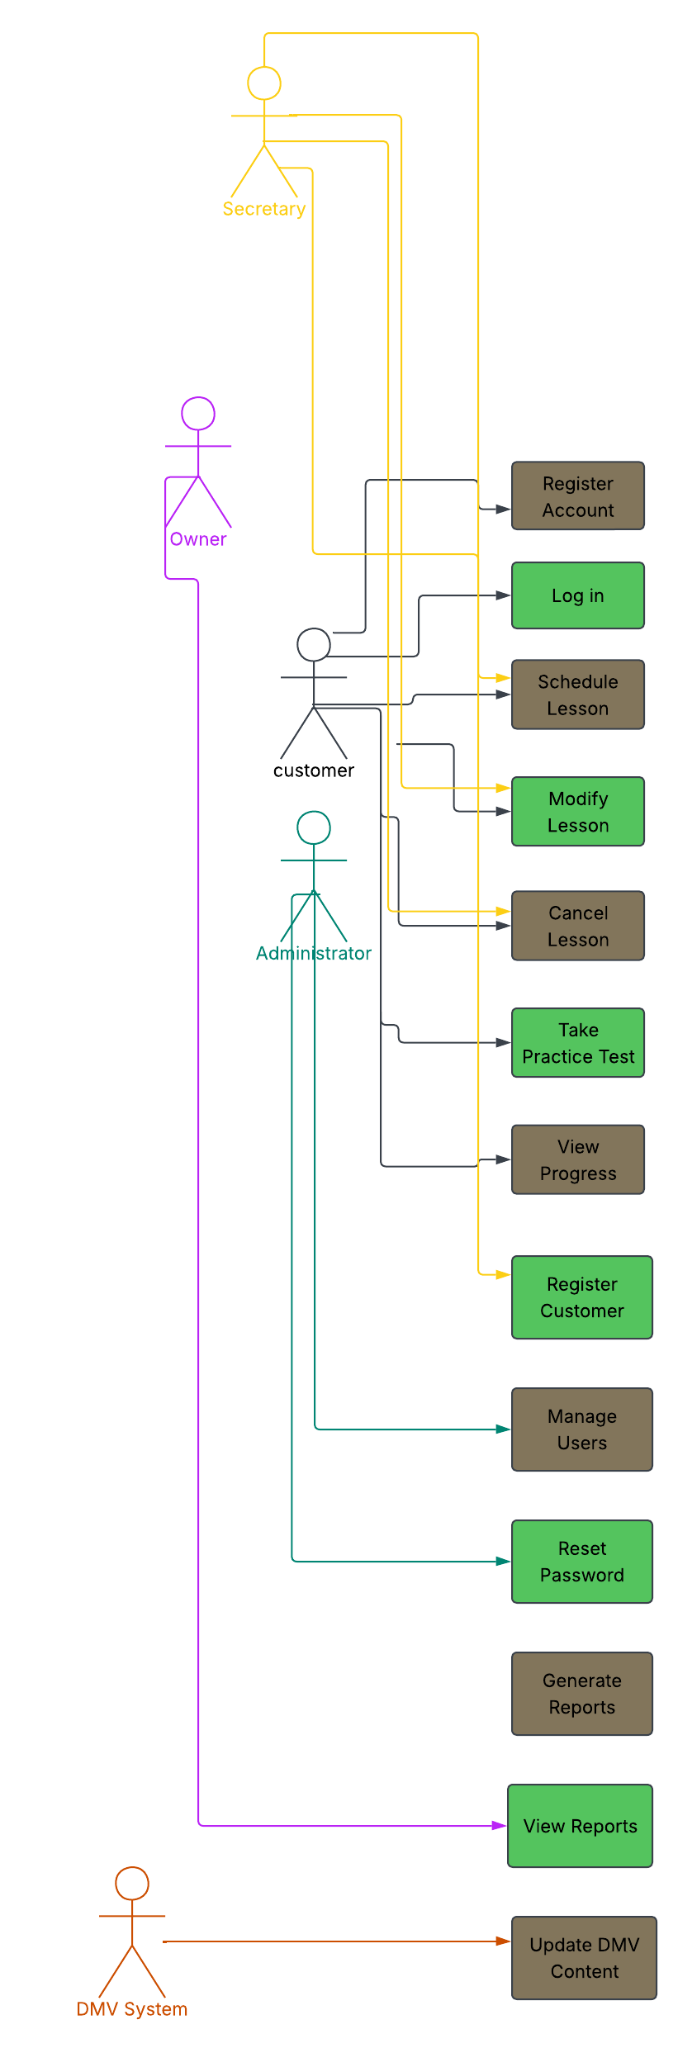 Secretary
Owner
Register
Account
Log in
Schedule
Lesson
customer
Modify
Lesson
Cancel
Lesson
Administrator
Take
Practice Test
View
Progress
Register
Customer
Manage
Users
Reset
Password
Generate
Reports
View Reports
Update DMV
Content
DMV System